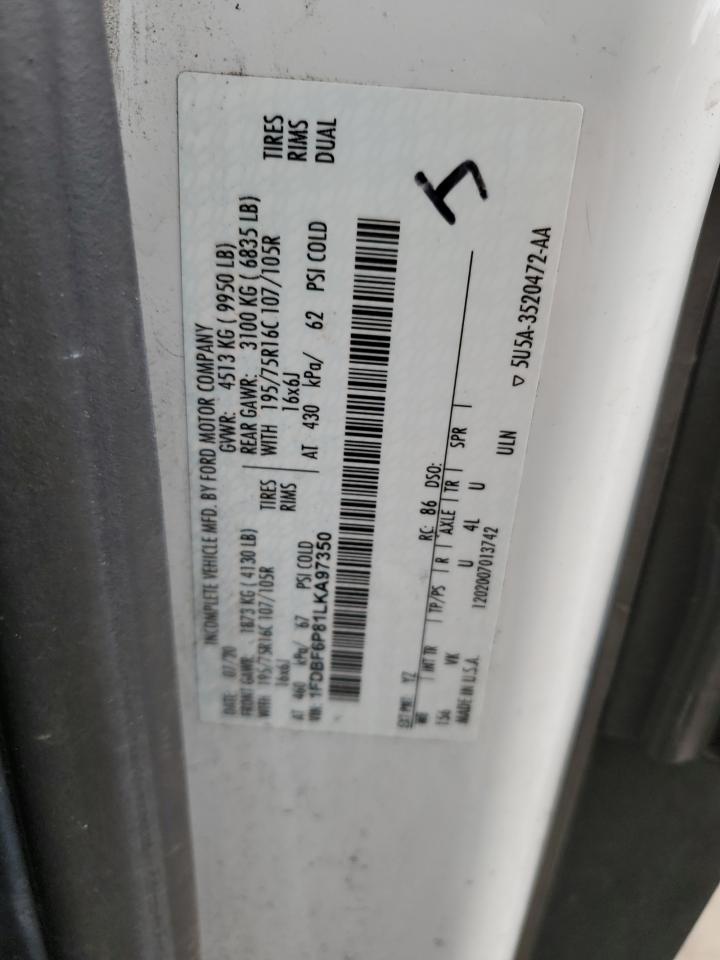 INCOMPLETE VEHICLE MFD. BY FORD MOTOR COMPANY
DATE: 07/20 GVWR: 4513 KG ( 9950 LB)
FRONT GAWR: 1873 KG ( 4130 LB) REAR GAWR: 3100 KG ( 6835 LB)
WITH 195/75R16C 107/105R TIRES WITH 195/75R16C 107/105R TIRES
16x6J RIMS 16x6J RIMS
AT 460 kPa/ 67 PSI COLD AT 430 kPa/ 62 PSI COLD DUAL
VIN: 1FDBF6P81LKA97350
EXT PNT: YZ RC: 86 DSO:
WB INT TR TP/PS R AXLE TR SPR
156 VK U 4L U
MADE IN U.S.A. 1202007013742 ULN ▽ 5U5A-3520472-AA